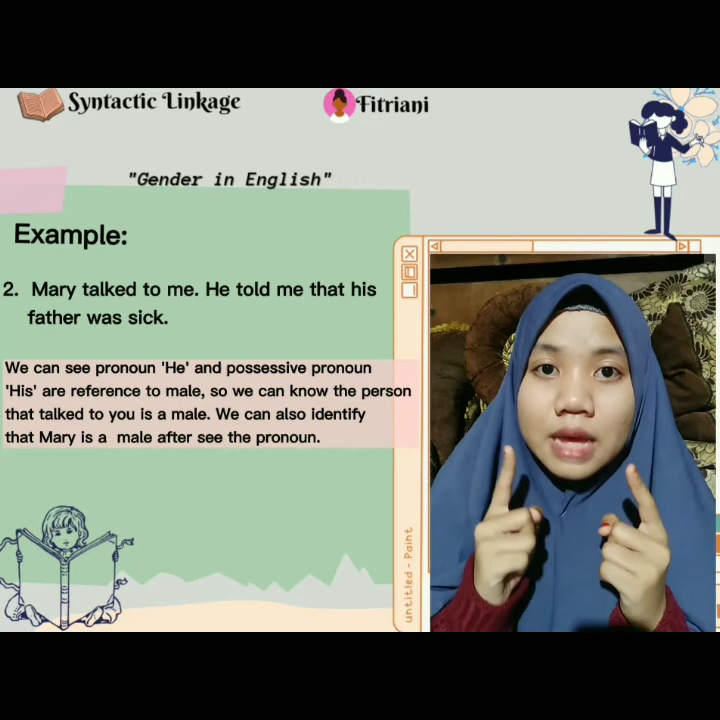 Syntactic Linkage
Fitriani
"Gender in English"
Example:
2. Mary talked to me. He told me that his
father was sick.
We can see pronoun 'He' and possessive pronoun
'His' are reference to male, so we can know the person
that talked to you is a male. We can also identify
that Mary is a male after see the pronoun.
untitled - Paint